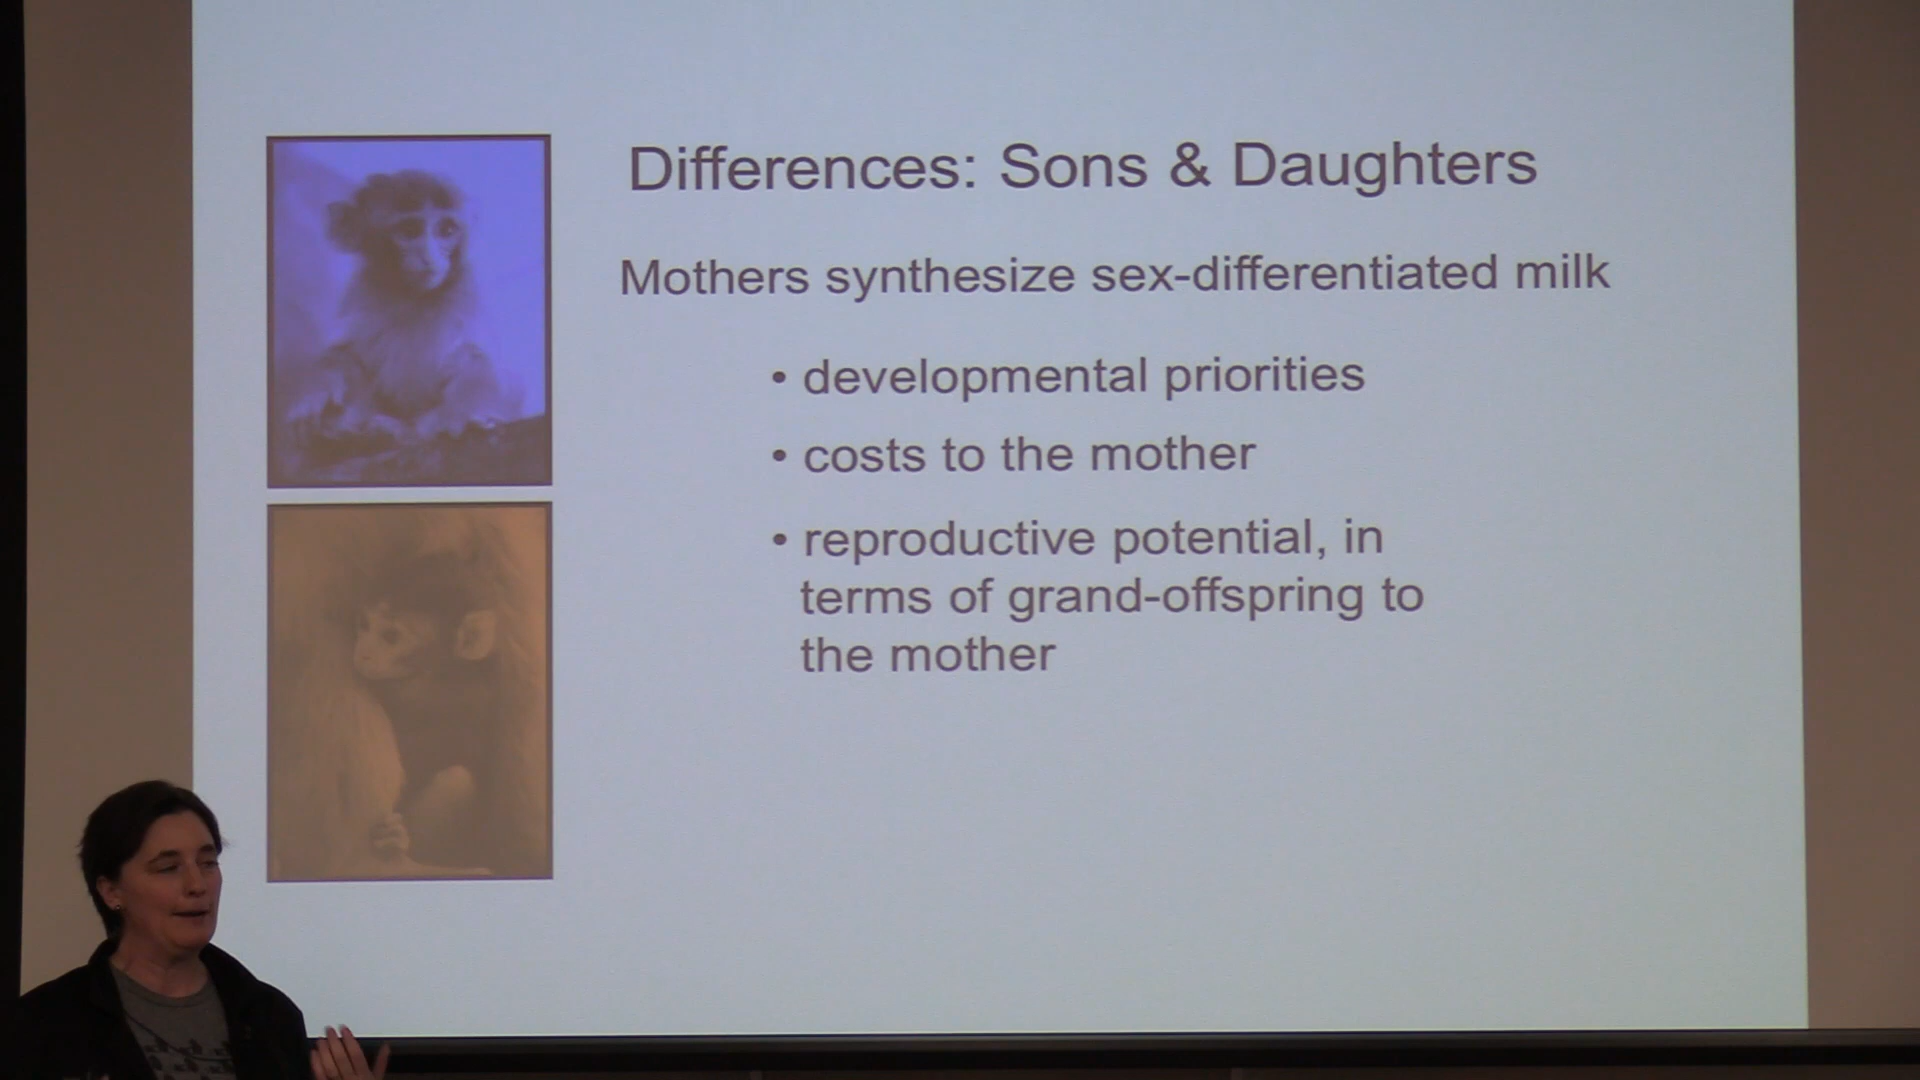 Differences: Sons & Daughters
Mothers synthesize sex-differentiated milk
• developmental priorities
• costs to the mother
• reproductive potential, in
terms of grand-offspring to
the mother